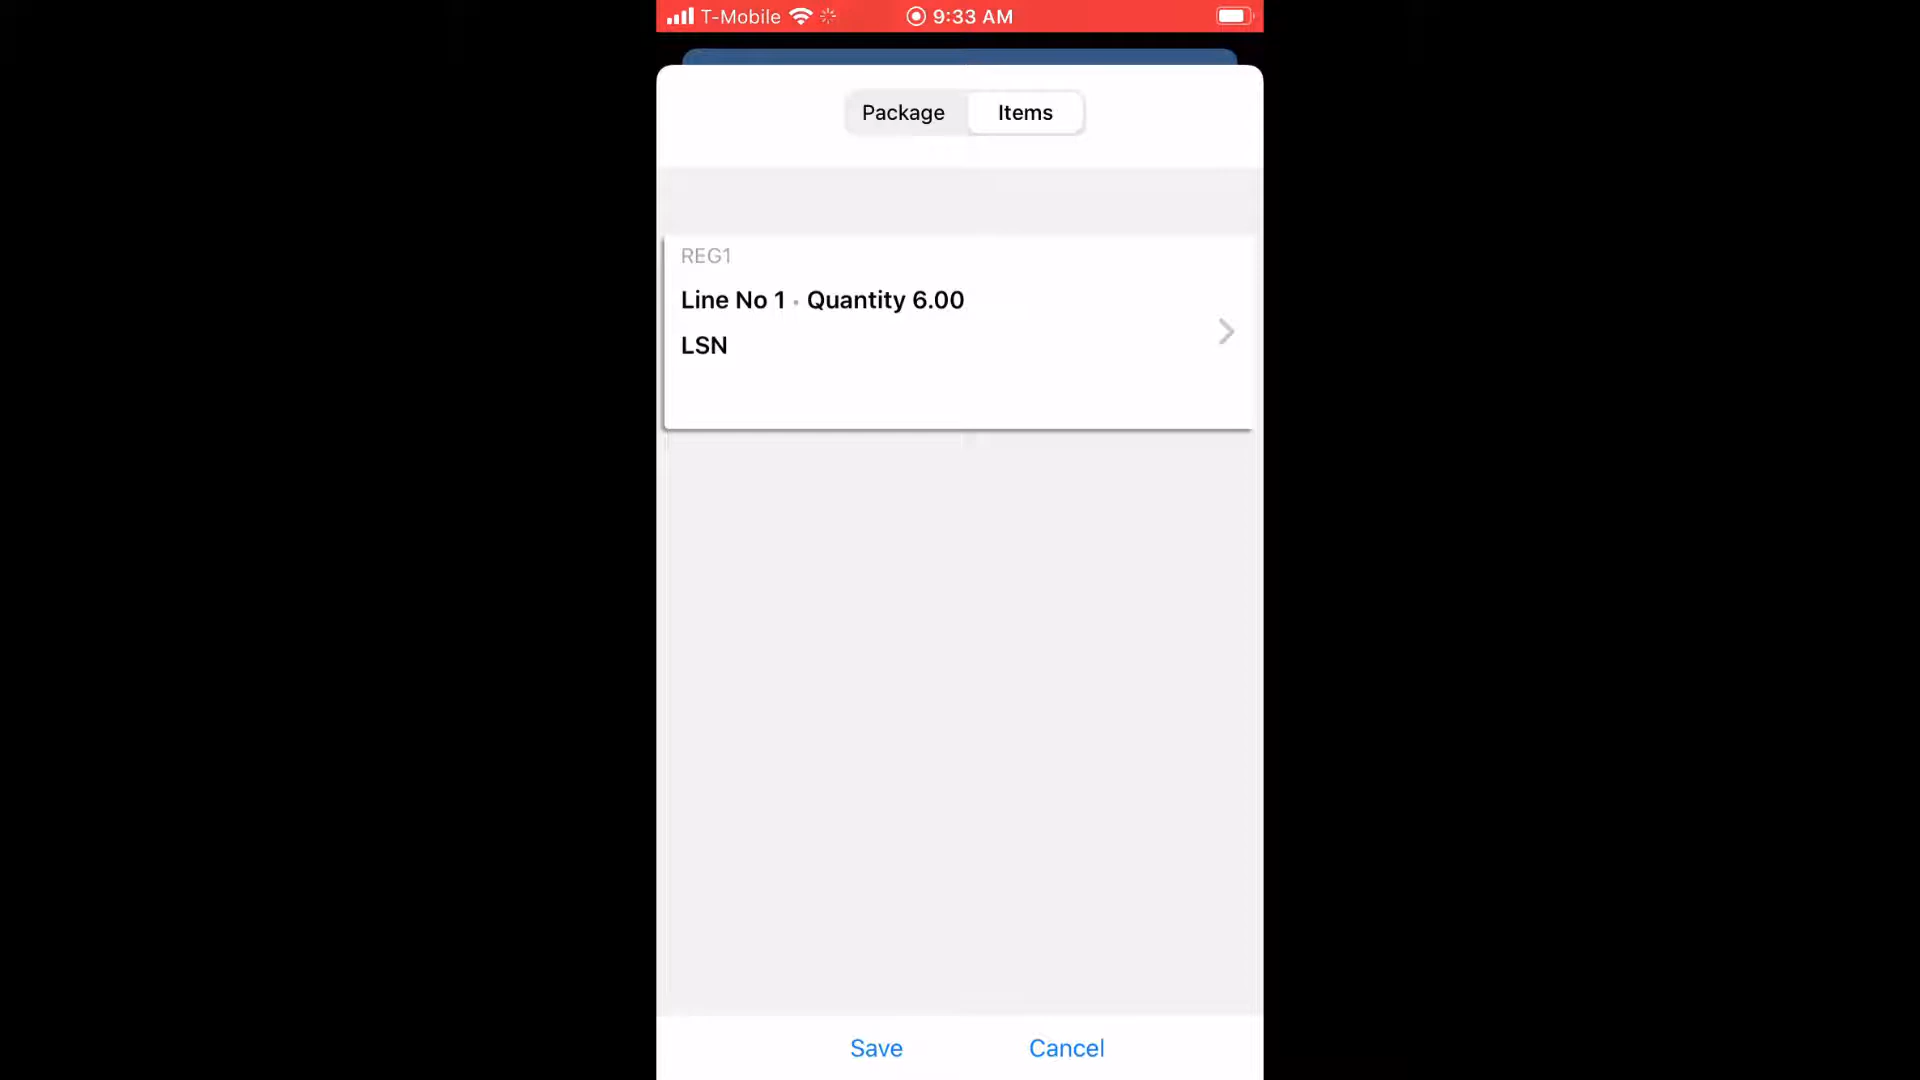 T-Mobile 9:33 AM
Package Items
REG1
Line No 1 · Quantity 6.00
LSN
Save Cancel